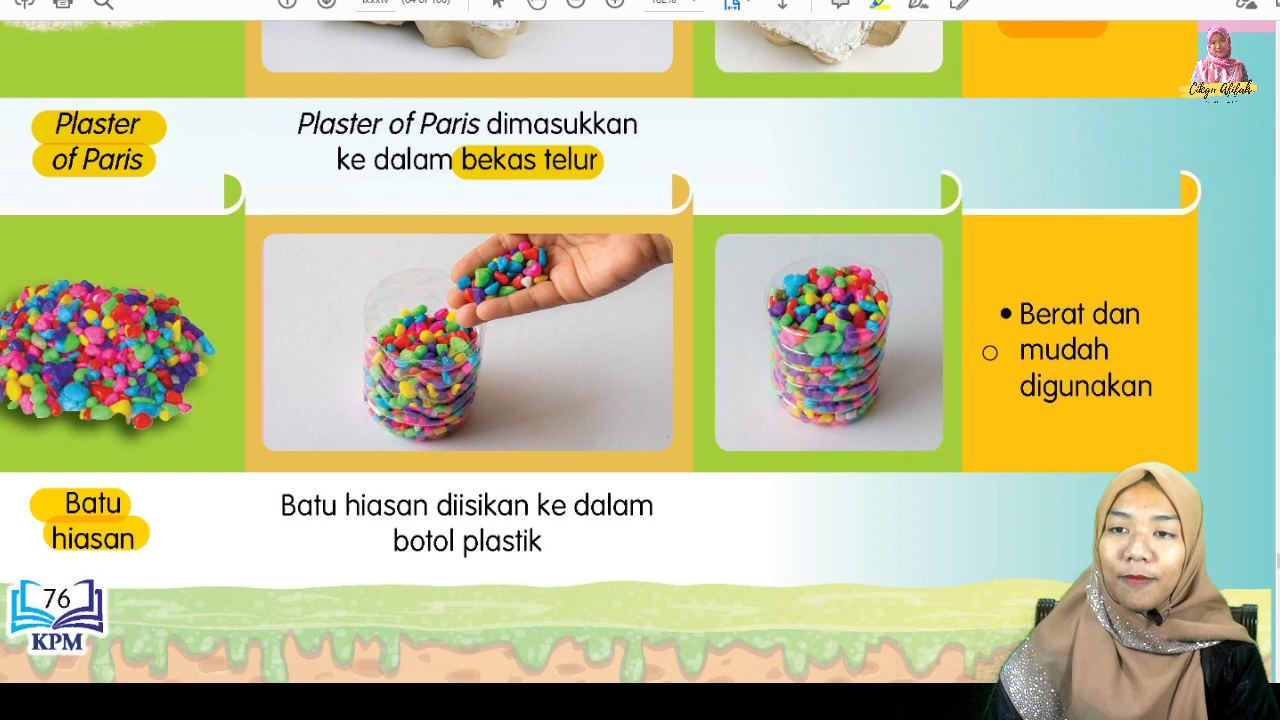 Cikgu Afifah
Plaster
of Paris
Plaster of Paris dimasukkan
ke dalam bekas telur
• Berat dan
○ mudah
digunakan
Batu
hiasan
Batu hiasan diisikan ke dalam
botol plastik
76
KPM